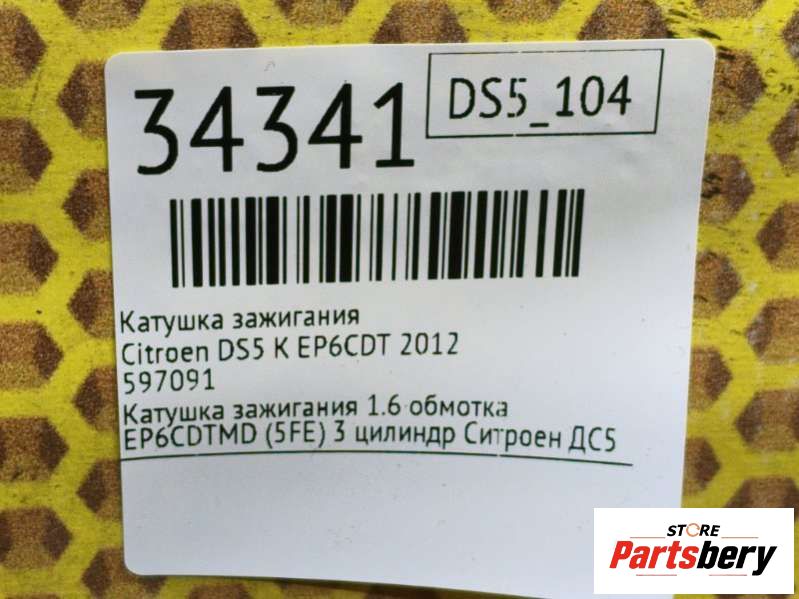 34341
DS5_104
Катушка зажигания
Citroen DS5 K EP6CDT 2012
597091
Катушка зажигания 1.6 обмотка
EP6CDTMD (5FE) 3 цилиндр Ситроен ДС5
STORE
Partsbery